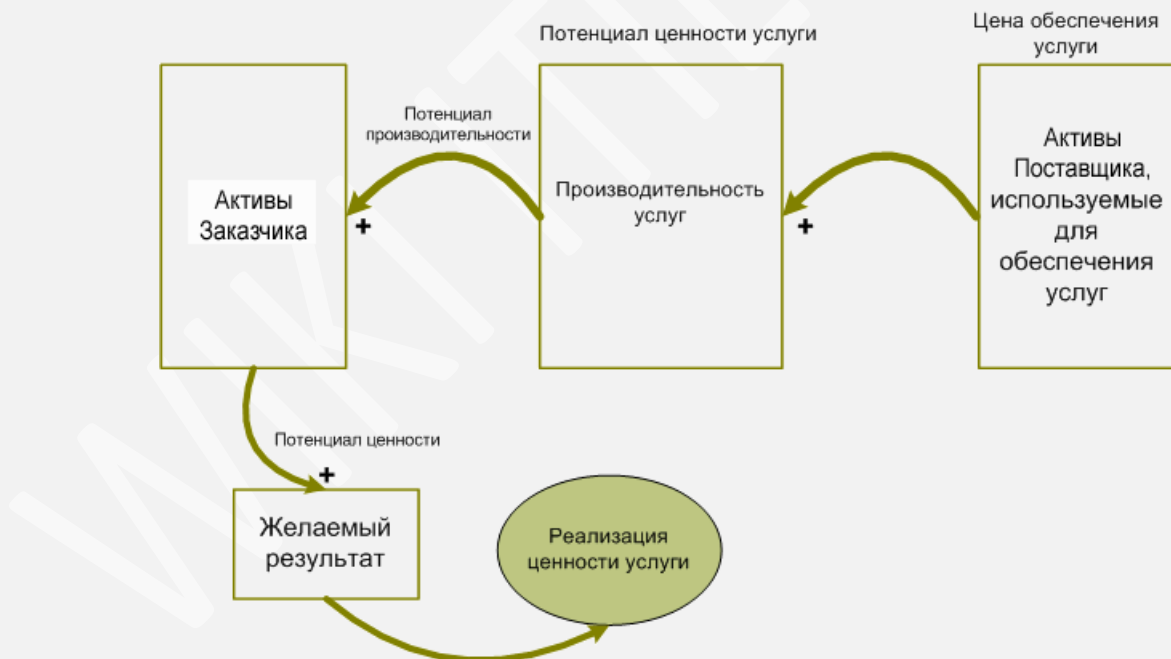 Цена обеспечения
услуги
Потенциал ценности услуги
Потенциал
производительности
Активы
Заказчика
+
Производительность
услуг
+
Активы
Поставщика,
используемые
для
обеспечения
услуг
Потенциал ценности
+
Желаемый
результат
Реализация
ценности услуги